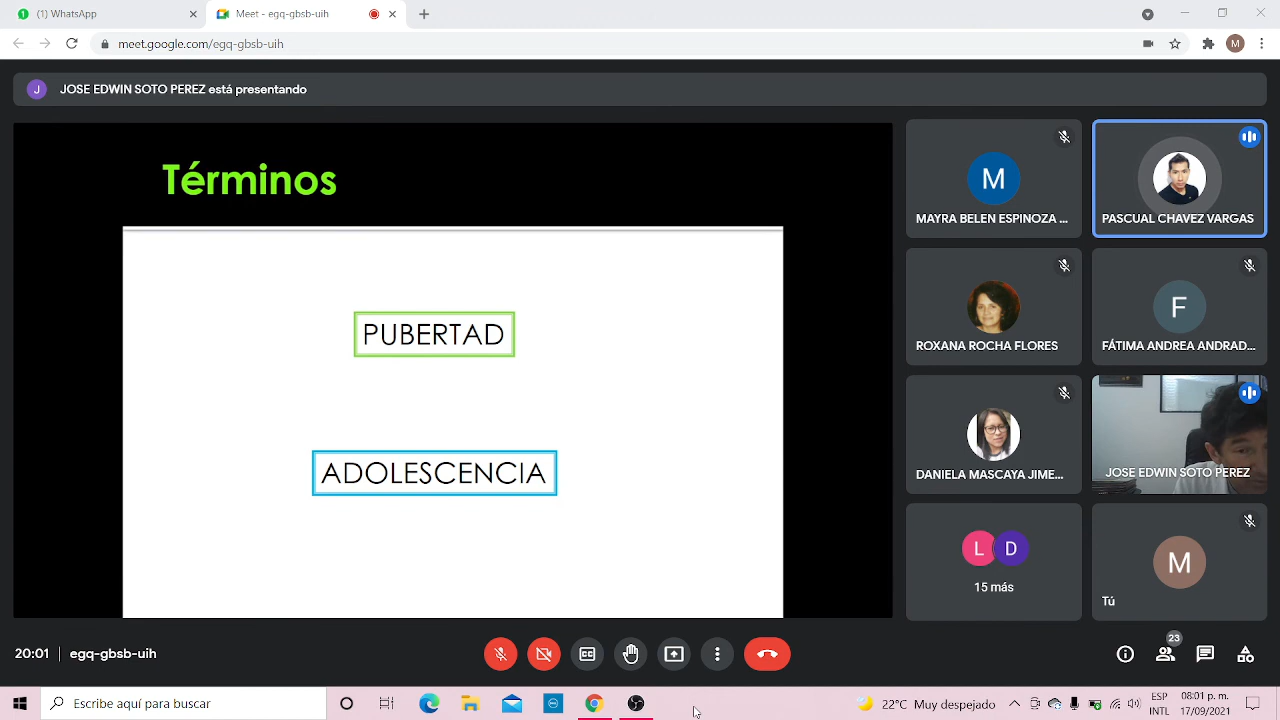 (1) WhatsApp
Meet - egq-gbsb-uih
meet.google.com/egq-gbsb-uih
M
J
JOSE EDWIN SOTO PEREZ está presentando
Términos
PUBERTAD
ADOLESCENCIA
M
MAYRA BELEN ESPINOZA ...
PASCUAL CHAVEZ VARGAS
ROXANA ROCHA FLORES
F
FÁTIMA ANDREA ANDRAD...
DANIELA MASCAYA JIME...
JOSE EDWIN SOTO PEREZ
L D
15 más
M
Tú
20:01 | egq-gbsb-uih
23
Escribe aquí para buscar
22°C Muy despejado
ESP
INTL
08:01 p. m.
17/09/2021